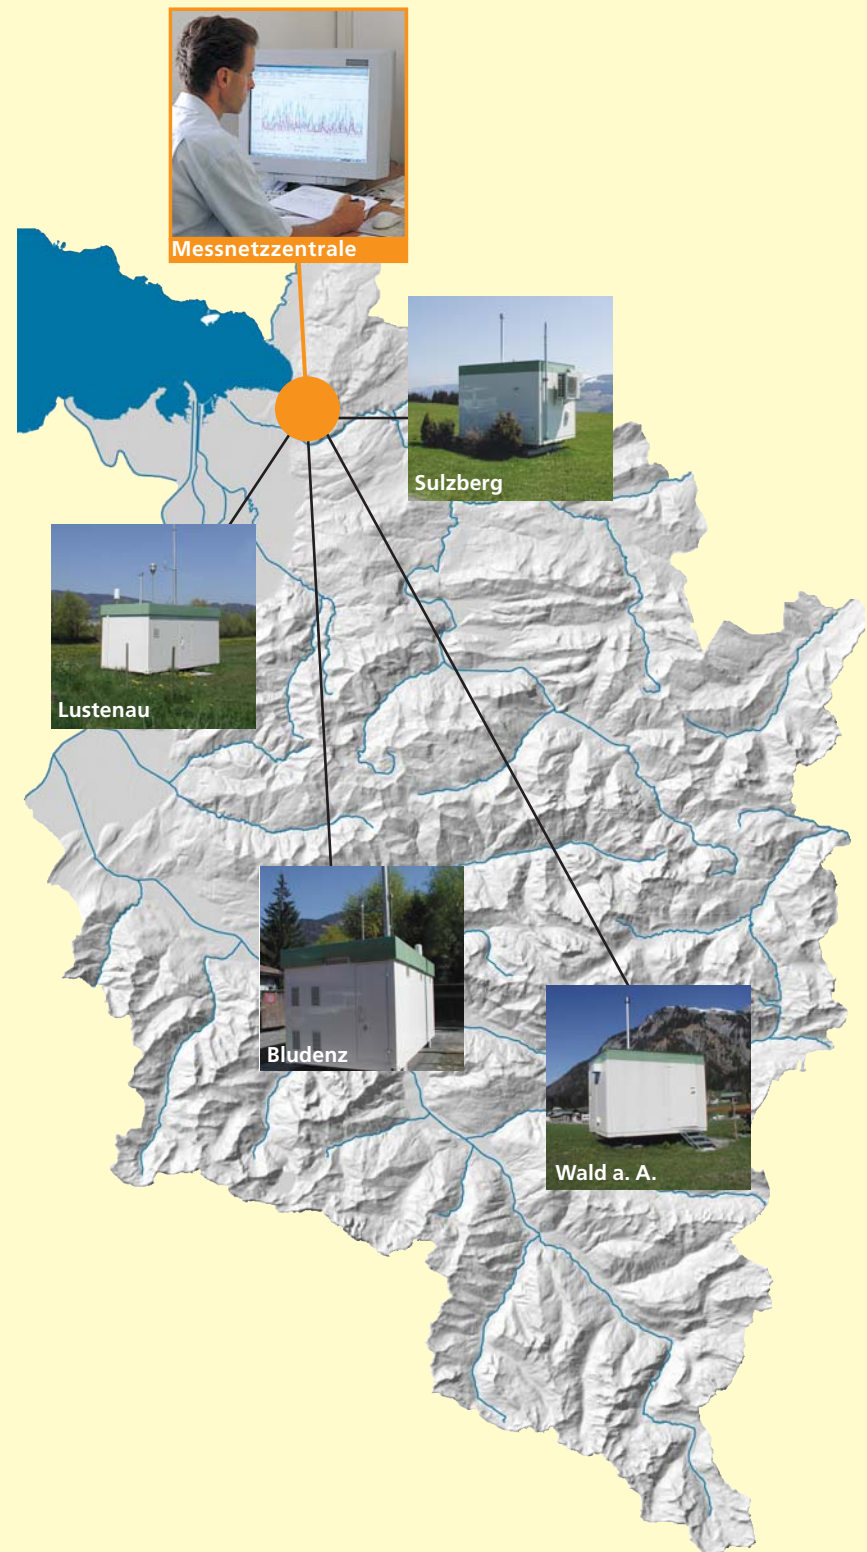 Messnetzzentrale
Sulzberg
Lustenau
Bludenz
Wald a. A.